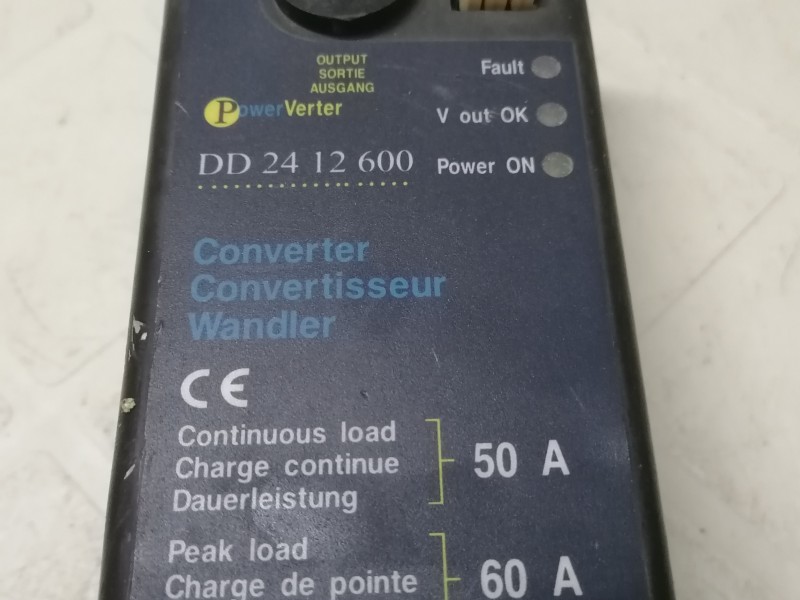 OUTPUT
SORTIE
AUSGANG
Fault
PowerVerter
V out OK
DD 24 12 600
Power ON
Converter
Convertisseur
Wandler
CE
Continuous load
Charge continue
Dauerleistung
50 A
Peak load
Charge de pointe
60 A